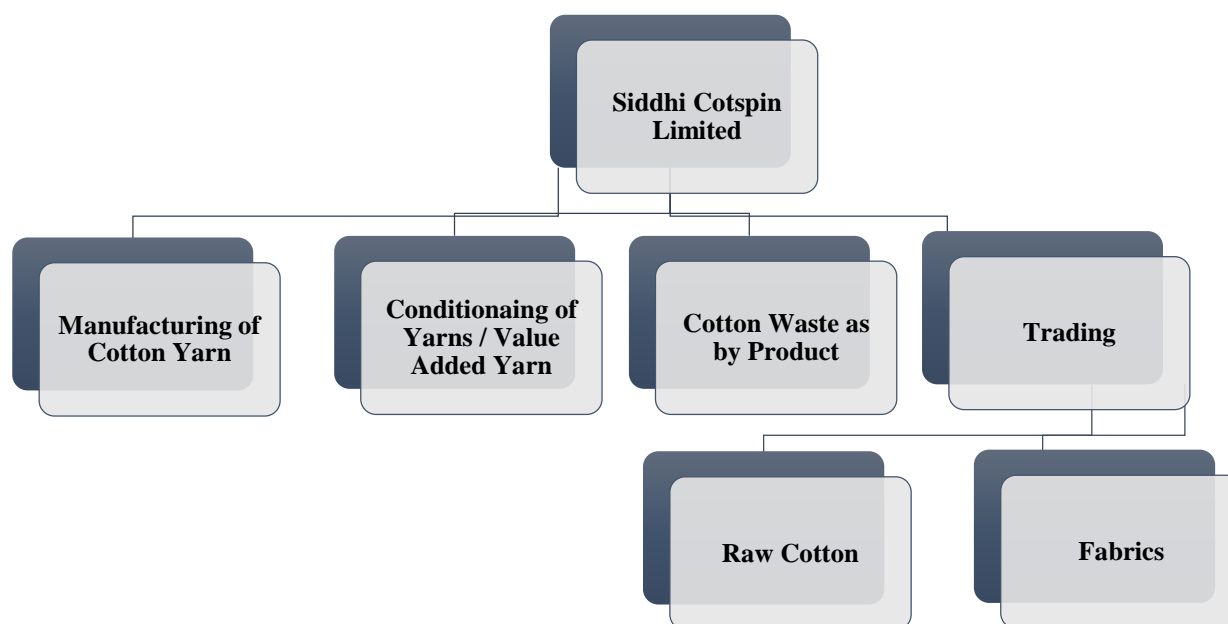 Siddhi Cotspin
Limited
Manufacturing of
Cotton Yarn
Conditionaing of
Yarns / Value
Added Yarn
Cotton Waste as
by Product
Trading
Raw Cotton
Fabrics